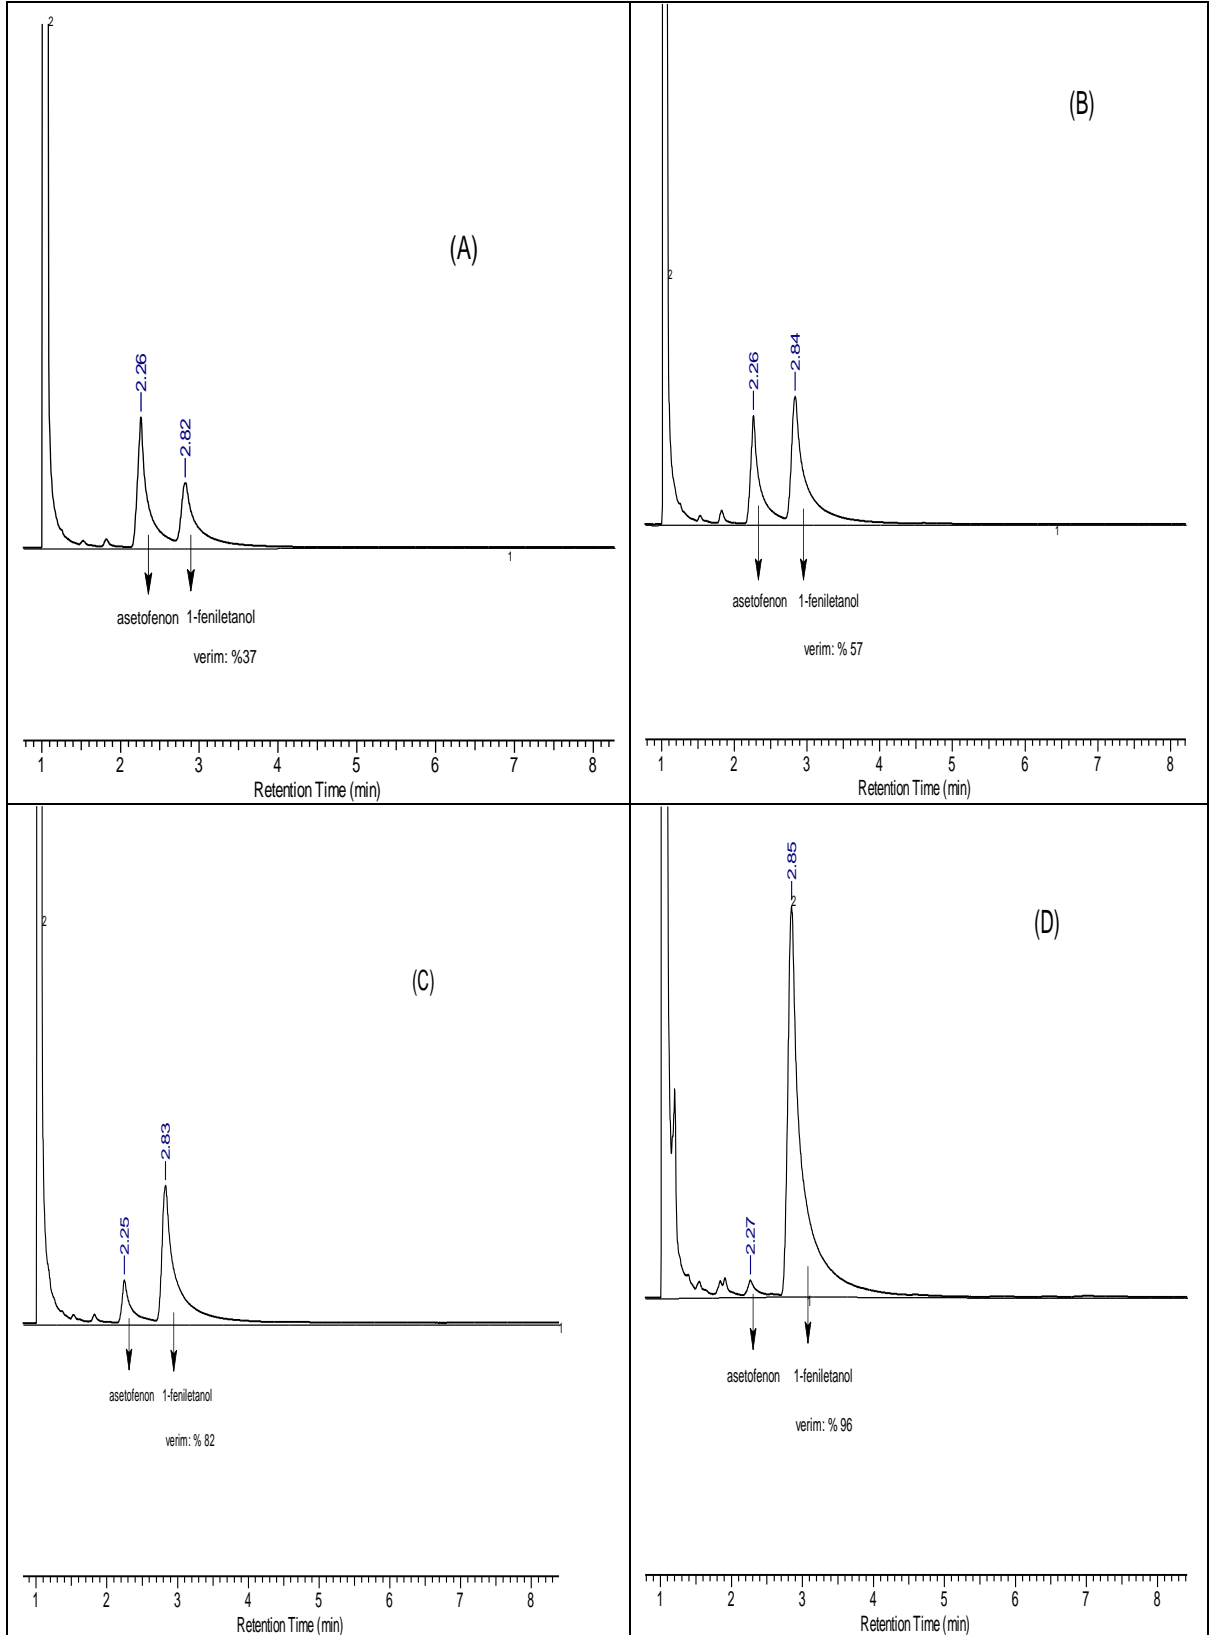 2
(A)
2.26
2.82
1
asetofenon 1-feniletanol
verim: %37
1 2 3 4 5 6 7 8
Retention Time (min)
(B)
2
2.26
2.84
1
asetofenon 1-feniletanol
verim: % 57
1 2 3 4 5 6 7 8
Retention Time (min)
2
(C)
2.83
2.25
1
asetofenon 1-feniletanol
verim: % 82
1 2 3 4 5 6 7 8
Retention Time (min)
2.85
2
(D)
2.27
1
asetofenon 1-feniletanol
verim: % 96
1 2 3 4 5 6 7 8
Retention Time (min)